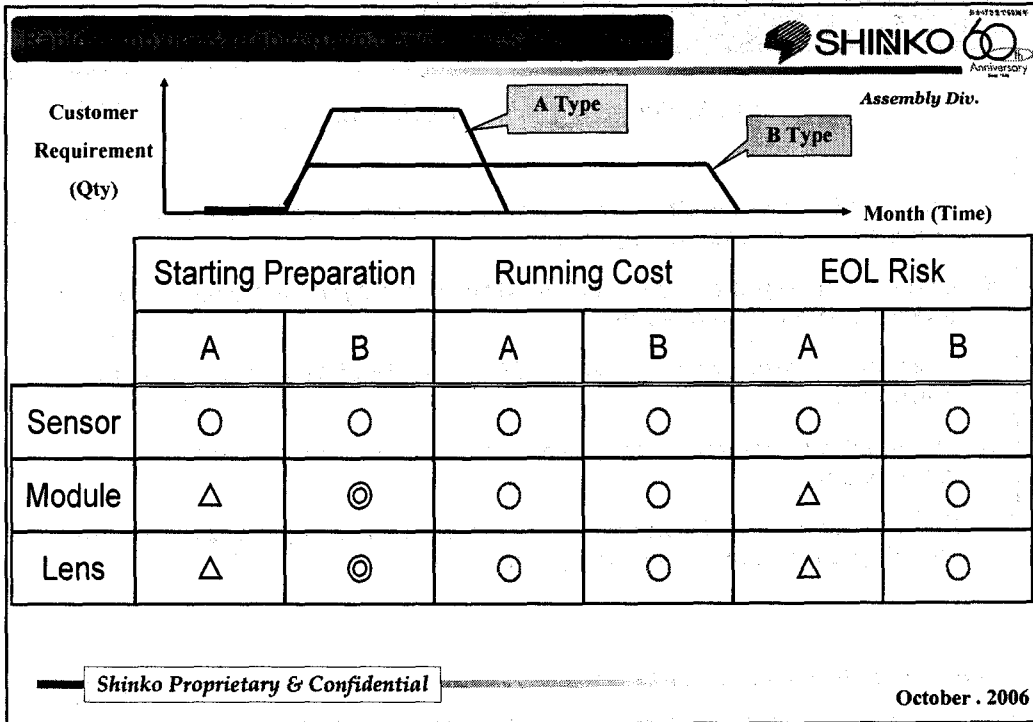 SHINKO 60th
Anniversary
Assembly Div.
Customer
Requirement
(Qty)
A Type
B Type
Month (Time)
Starting Preparation Running Cost EOL Risk
A B A B A B
Sensor ○ ○ ○ ○ ○ ○
Module △ ◎ ○ ○ △ ○
Lens △ ◎ ○ ○ △ ○
Shinko Proprietary & Confidential
October . 2006